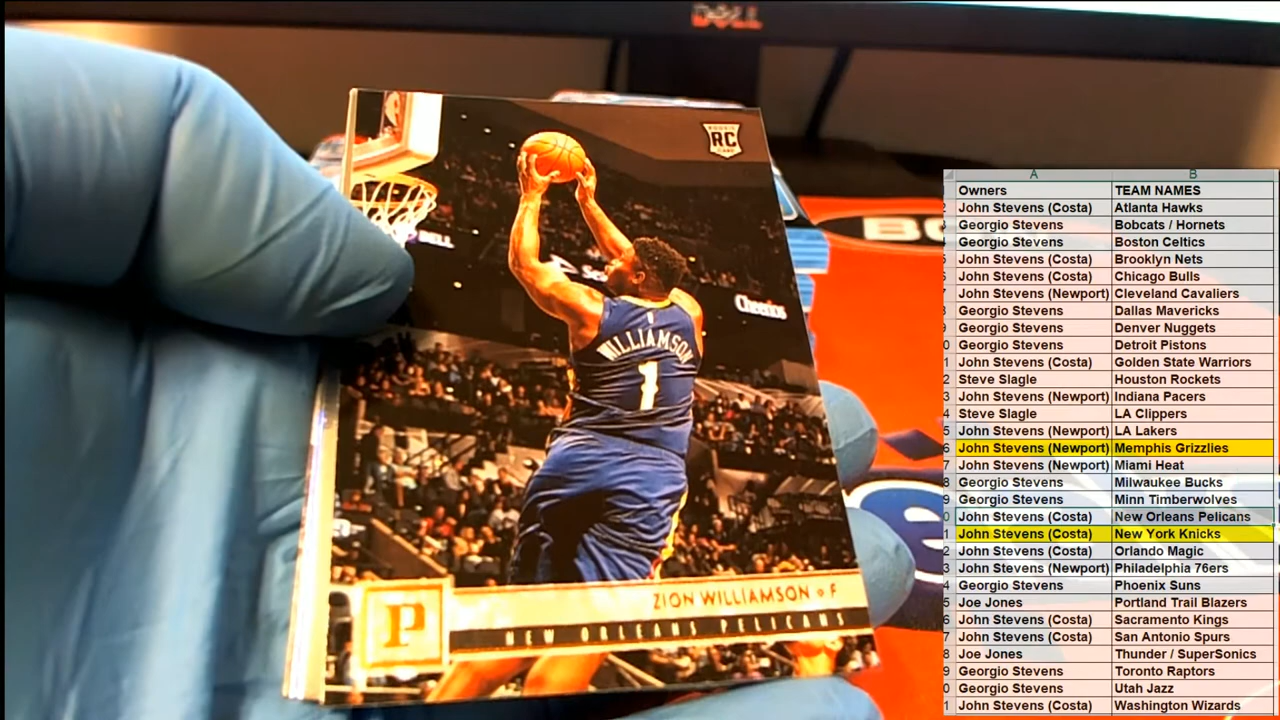 DELL
ROOKIE
RC
CARD
WILLIAMSON
1
ZION WILLIAMSON • F
P
NEW ORLEANS PELICANS
A B
Owners TEAM NAMES
John Stevens (Costa) Atlanta Hawks
Georgio Stevens Bobcats / Hornets
Georgio Stevens Boston Celtics
John Stevens (Costa) Brooklyn Nets
John Stevens (Costa) Chicago Bulls
John Stevens (Newport) Cleveland Cavaliers
Georgio Stevens Dallas Mavericks
Georgio Stevens Denver Nuggets
Georgio Stevens Detroit Pistons
John Stevens (Costa) Golden State Warriors
Steve Slagle Houston Rockets
John Stevens (Newport) Indiana Pacers
Steve Slagle LA Clippers
John Stevens (Newport) LA Lakers
John Stevens (Newport) Memphis Grizzlies
John Stevens (Newport) Miami Heat
Georgio Stevens Milwaukee Bucks
Georgio Stevens Minn Timberwolves
John Stevens (Costa) New Orleans Pelicans
John Stevens (Costa) New York Knicks
John Stevens (Costa) Orlando Magic
John Stevens (Newport) Philadelphia 76ers
Georgio Stevens Phoenix Suns
Joe Jones Portland Trail Blazers
John Stevens (Costa) Sacramento Kings
John Stevens (Costa) San Antonio Spurs
Joe Jones Thunder / SuperSonics
Georgio Stevens Toronto Raptors
Georgio Stevens Utah Jazz
John Stevens (Costa) Washington Wizards